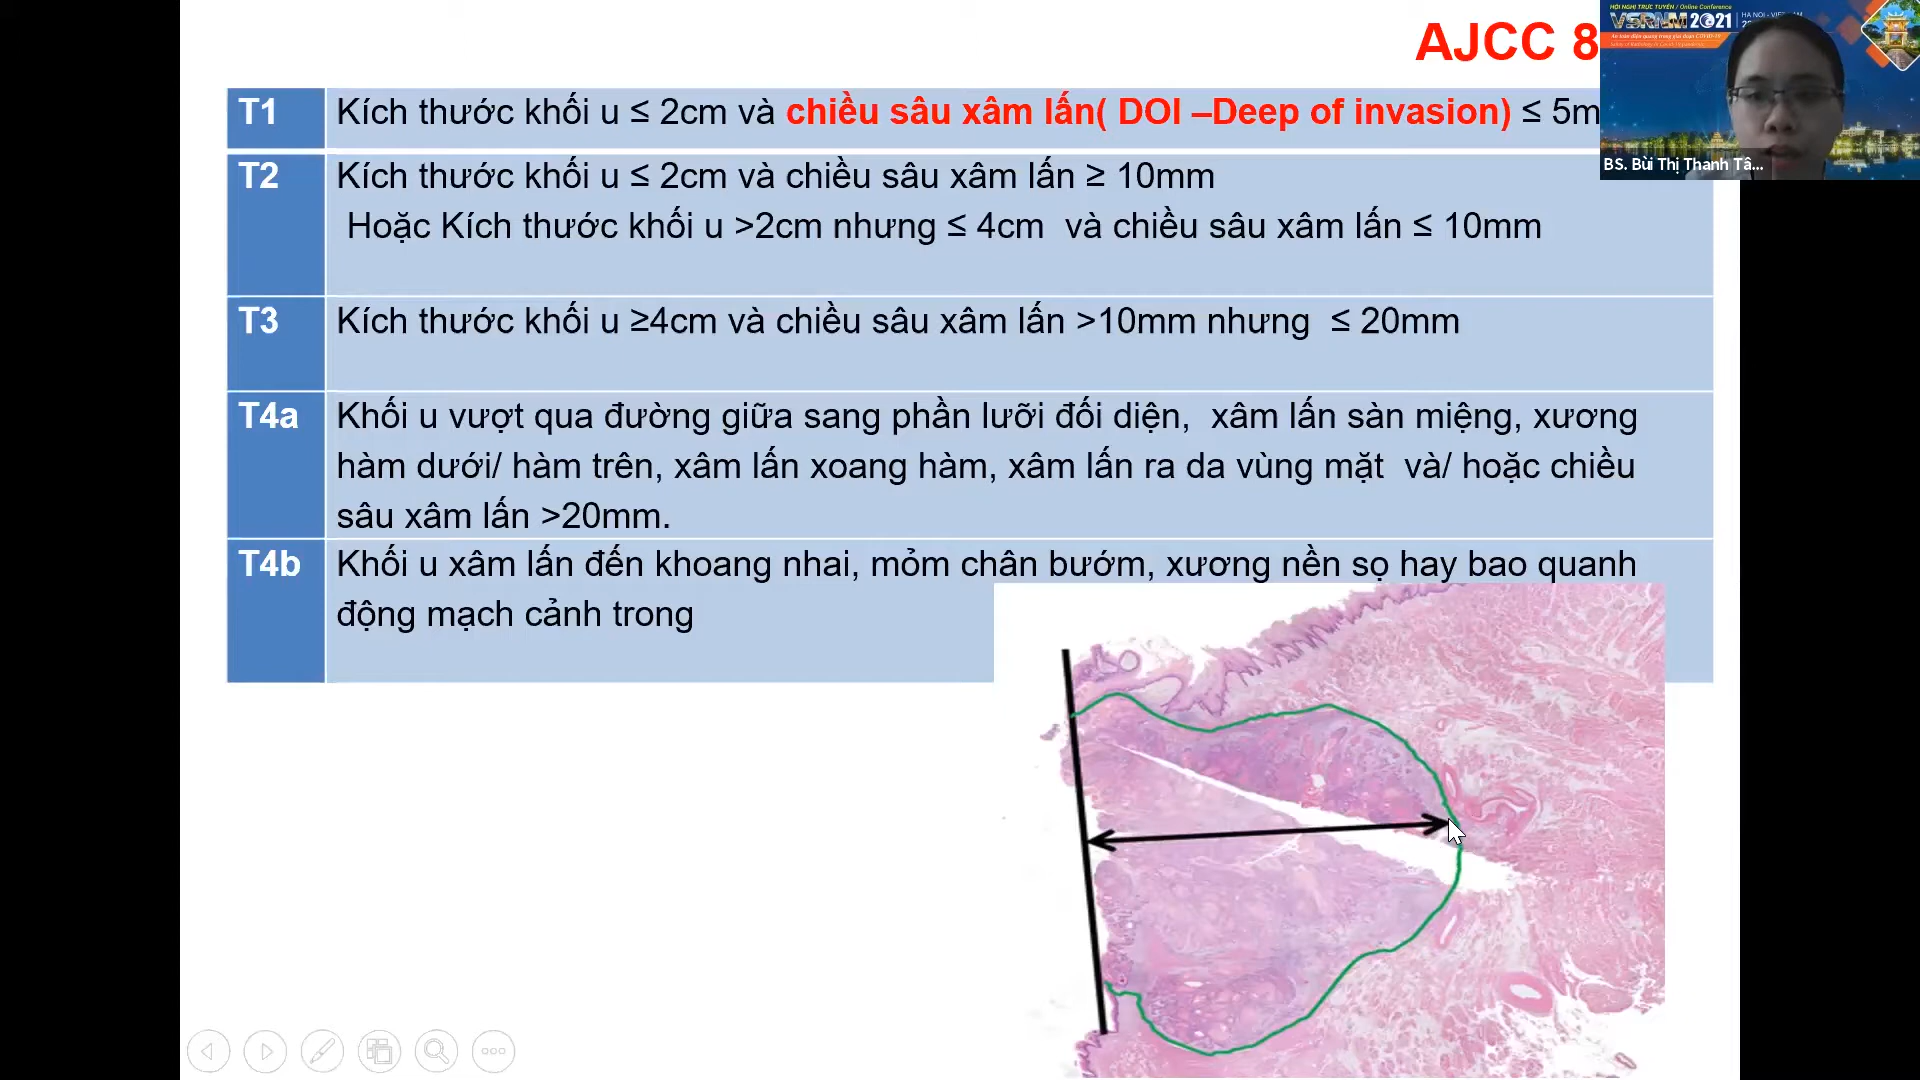 AJCC 8
HỘI NGHỊ TRỰC TUYẾN / Online Conference
VSRNM 2021
T1 Kích thước khối u ≤ 2cm và chiều sâu xâm lấn( DOI –Deep of invasion) ≤ 5m
BS. Bùi Thị Thanh Tâ...
T2 Kích thước khối u ≤ 2cm và chiều sâu xâm lấn ≥ 10mm
Hoặc Kích thước khối u >2cm nhưng ≤ 4cm và chiều sâu xâm lấn ≤ 10mm
T3 Kích thước khối u ≥4cm và chiều sâu xâm lấn >10mm nhưng ≤ 20mm
T4a Khối u vượt qua đường giữa sang phần lưỡi đối diện, xâm lấn sàn miệng, xương
hàm dưới/ hàm trên, xâm lấn xoang hàm, xâm lấn ra da vùng mặt và/ hoặc chiều
sâu xâm lấn >20mm.
T4b Khối u xâm lấn đến khoang nhai, mỏm chân bướm, xương nền sọ hay bao quanh
động mạch cảnh trong